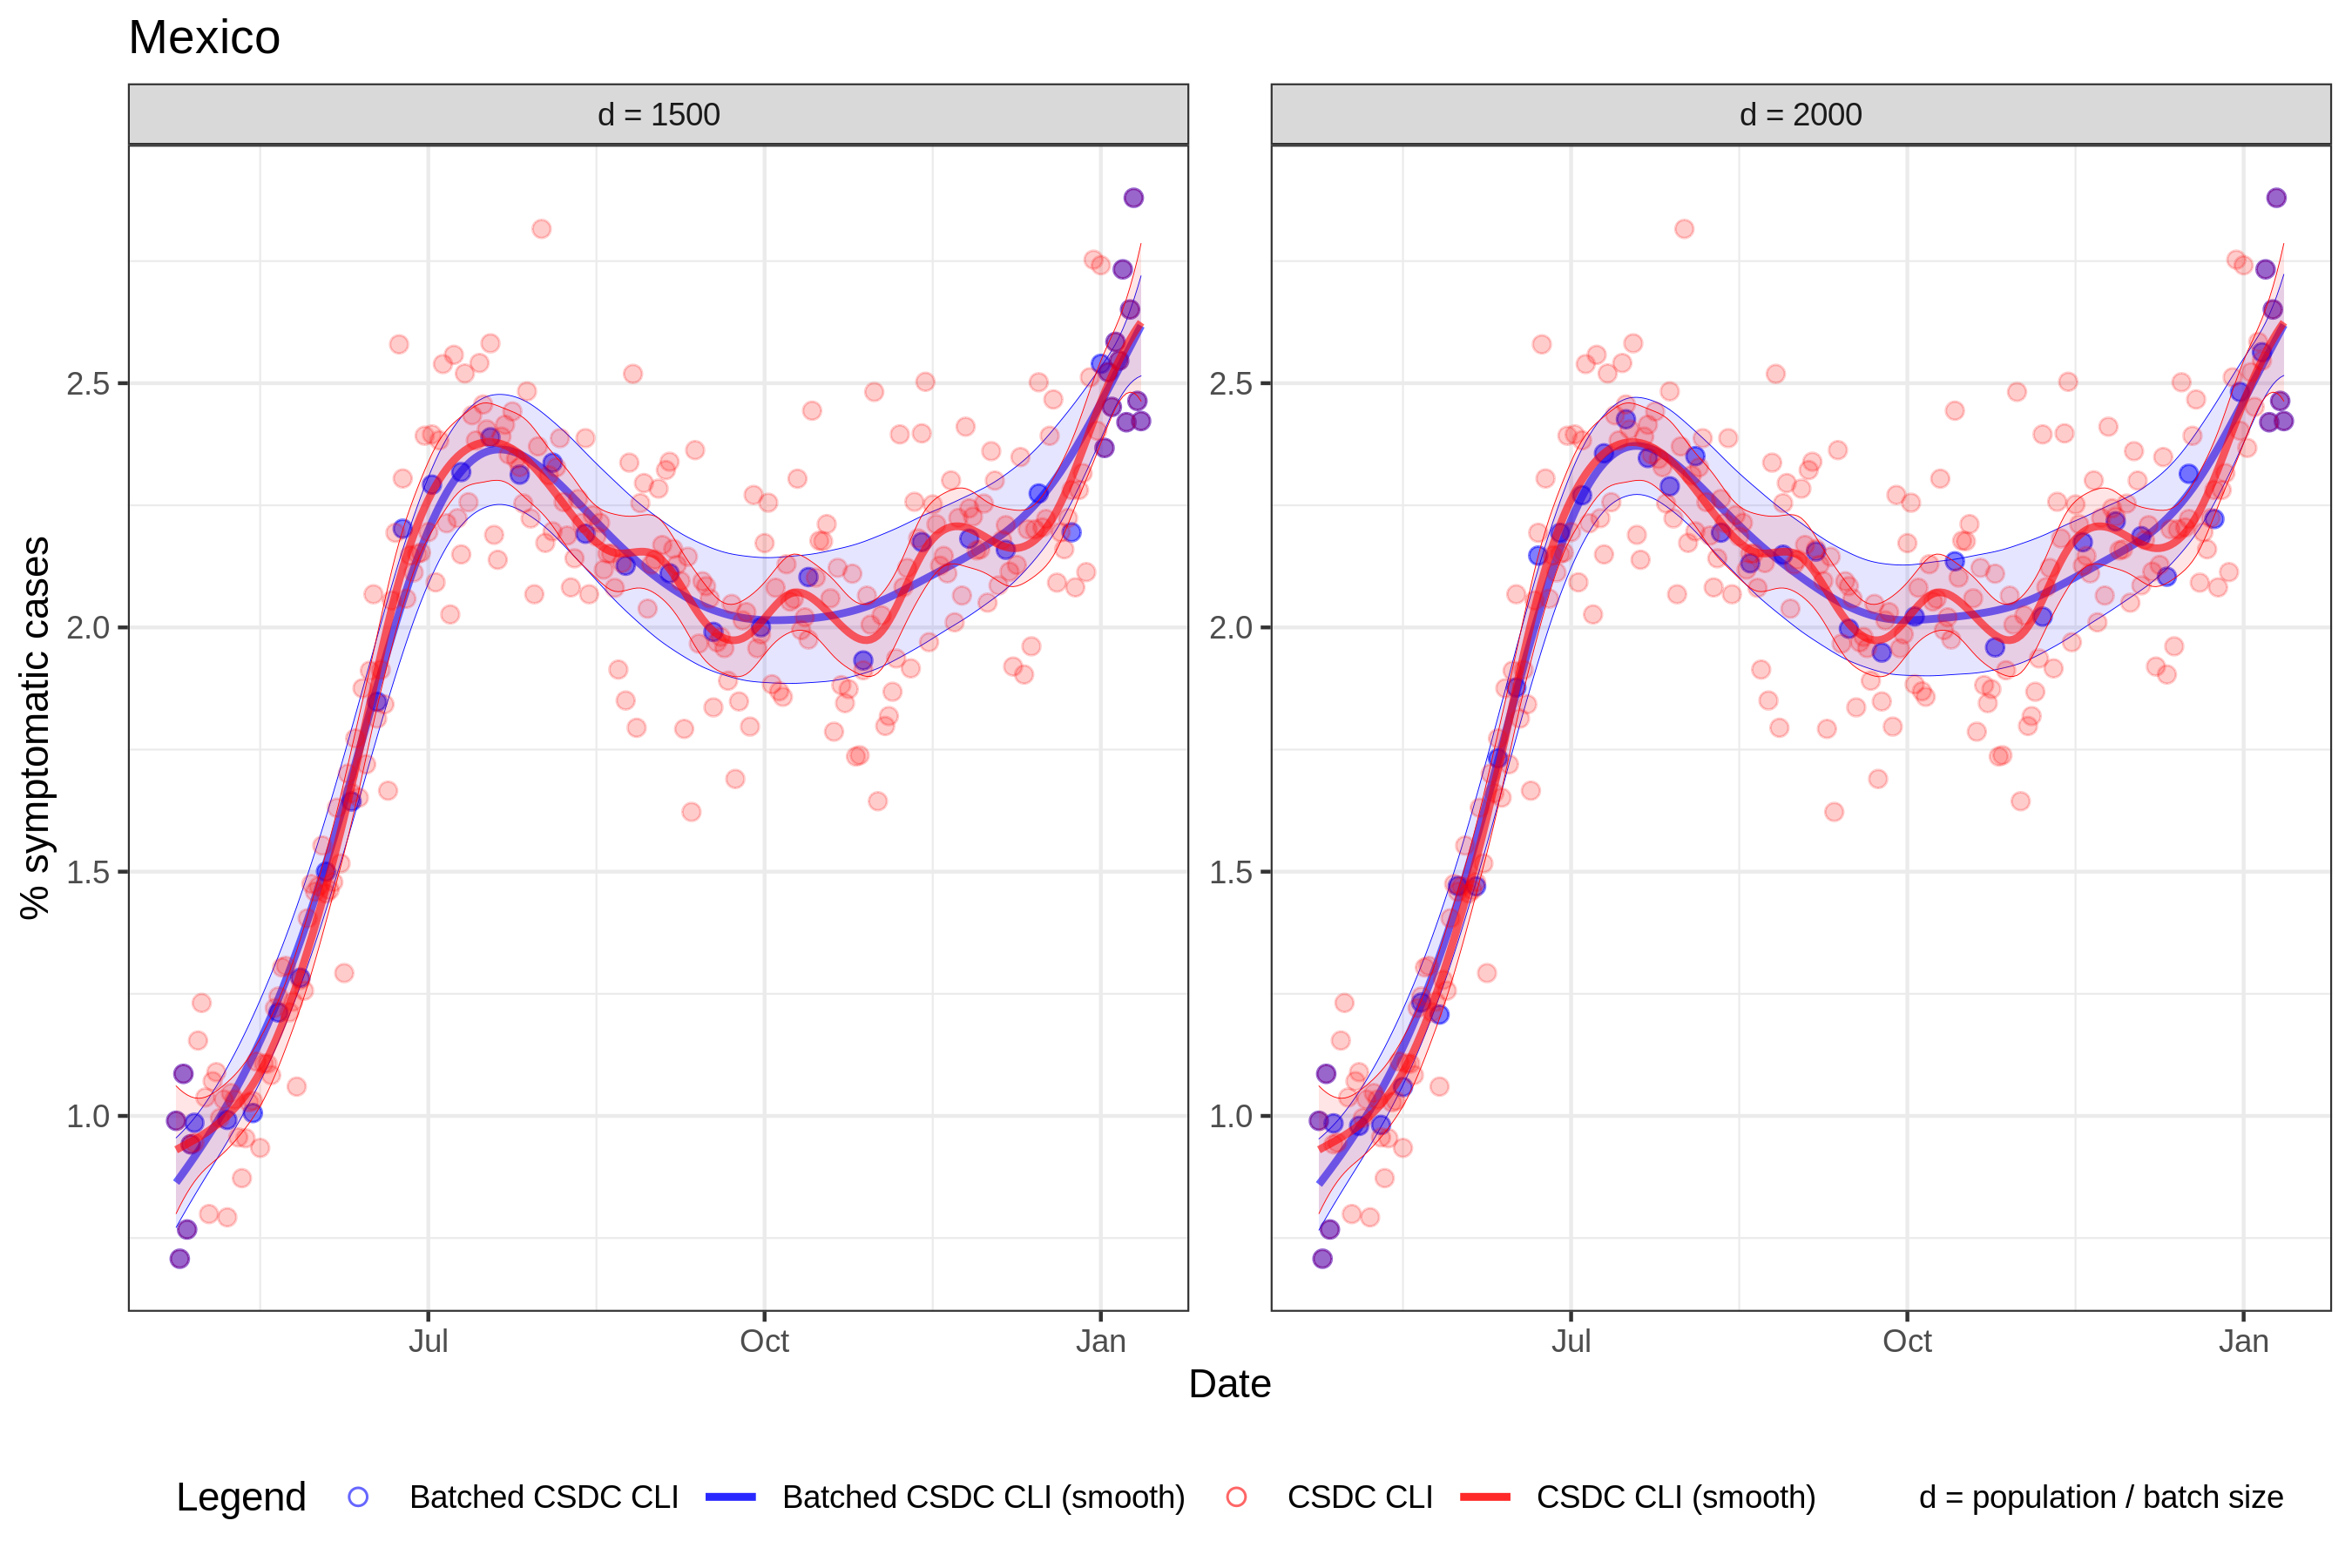 Mexico
d = 1500
d = 2000
% symptomatic cases
2.5
2.0
1.5
1.0
2.5
2.0
1.5
1.0
Jul
Oct
Jan
Jul
Oct
Jan
Date
Legend
Batched CSDC CLI
Batched CSDC CLI (smooth)
CSDC CLI
CSDC CLI (smooth)
d = population / batch size